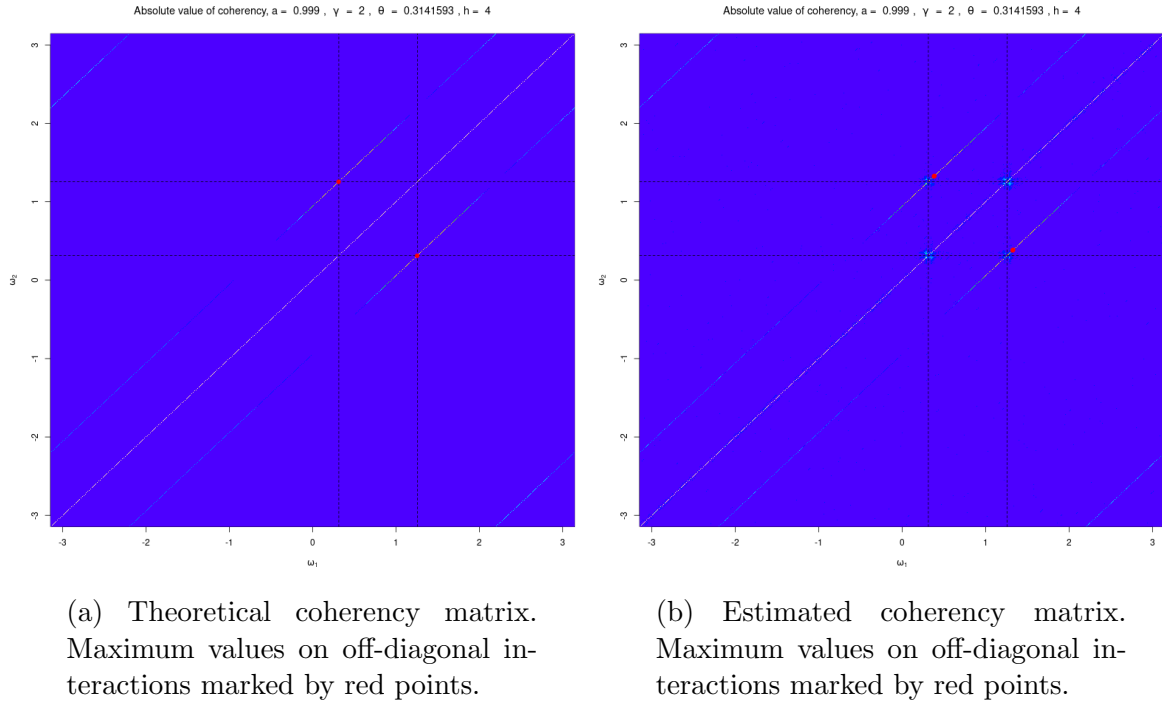 Absolute value of coherency, a = 0.999 , γ = 2 , θ = 0.3141593 , h = 4
3
2
1
0
-1
-2
-3
ω₂
-3
-2
-1
0
1
2
3
ω₁
(a) Theoretical coherency matrix.
Maximum values on off-diagonal in-
teractions marked by red points.
Absolute value of coherency, a = 0.999 , γ = 2 , θ = 0.3141593 , h = 4
3
2
1
0
-1
-2
-3
ω₂
-3
-2
-1
0
1
2
3
ω₁
(b) Estimated coherency matrix.
Maximum values on off-diagonal in-
teractions marked by red points.